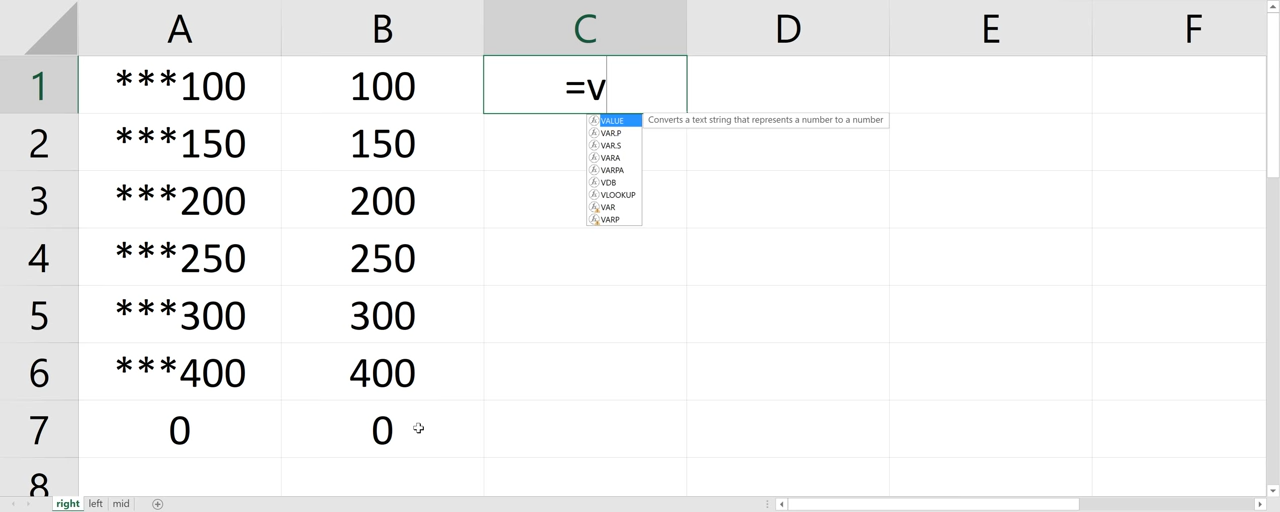 A B C D E F
1 ***100 100 =v
VALUE Converts a text string that represents a number to a number
VAR.P
2 ***150 150 VAR.S
VARA
VARPA
VDB
3 ***200 200 VLOOKUP
VAR
VARP
4 ***250 250
5 ***300 300
6 ***400 400
7 0 0
8
right left mid